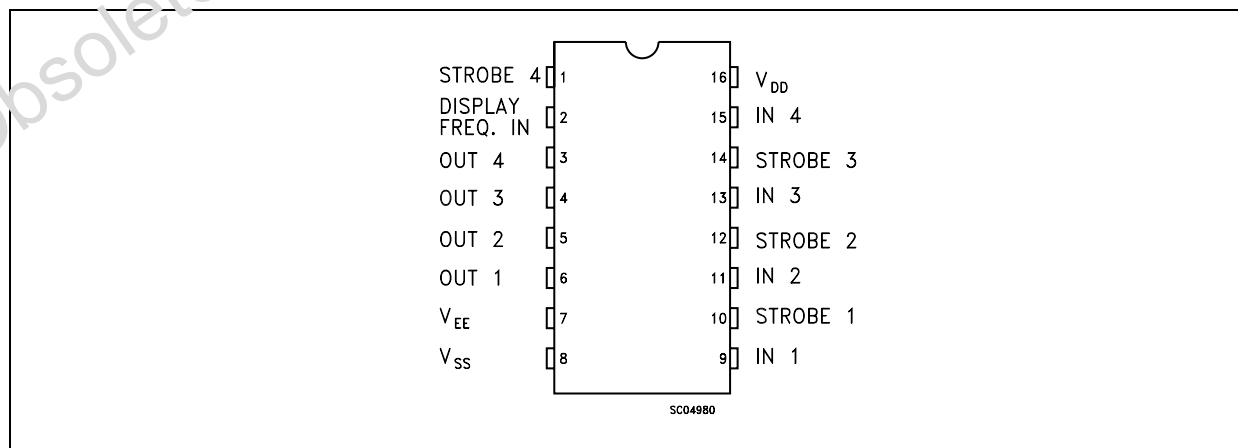 Obsolete
STROBE 4 1 16 VDD
DISPLAY
FREQ. IN 2 15 IN 4
OUT 4 3 14 STROBE 3
OUT 3 4 13 IN 3
OUT 2 5 12 STROBE 2
OUT 1 6 11 IN 2
VEE 7 10 STROBE 1
VSS 8 9 IN 1
SC04980